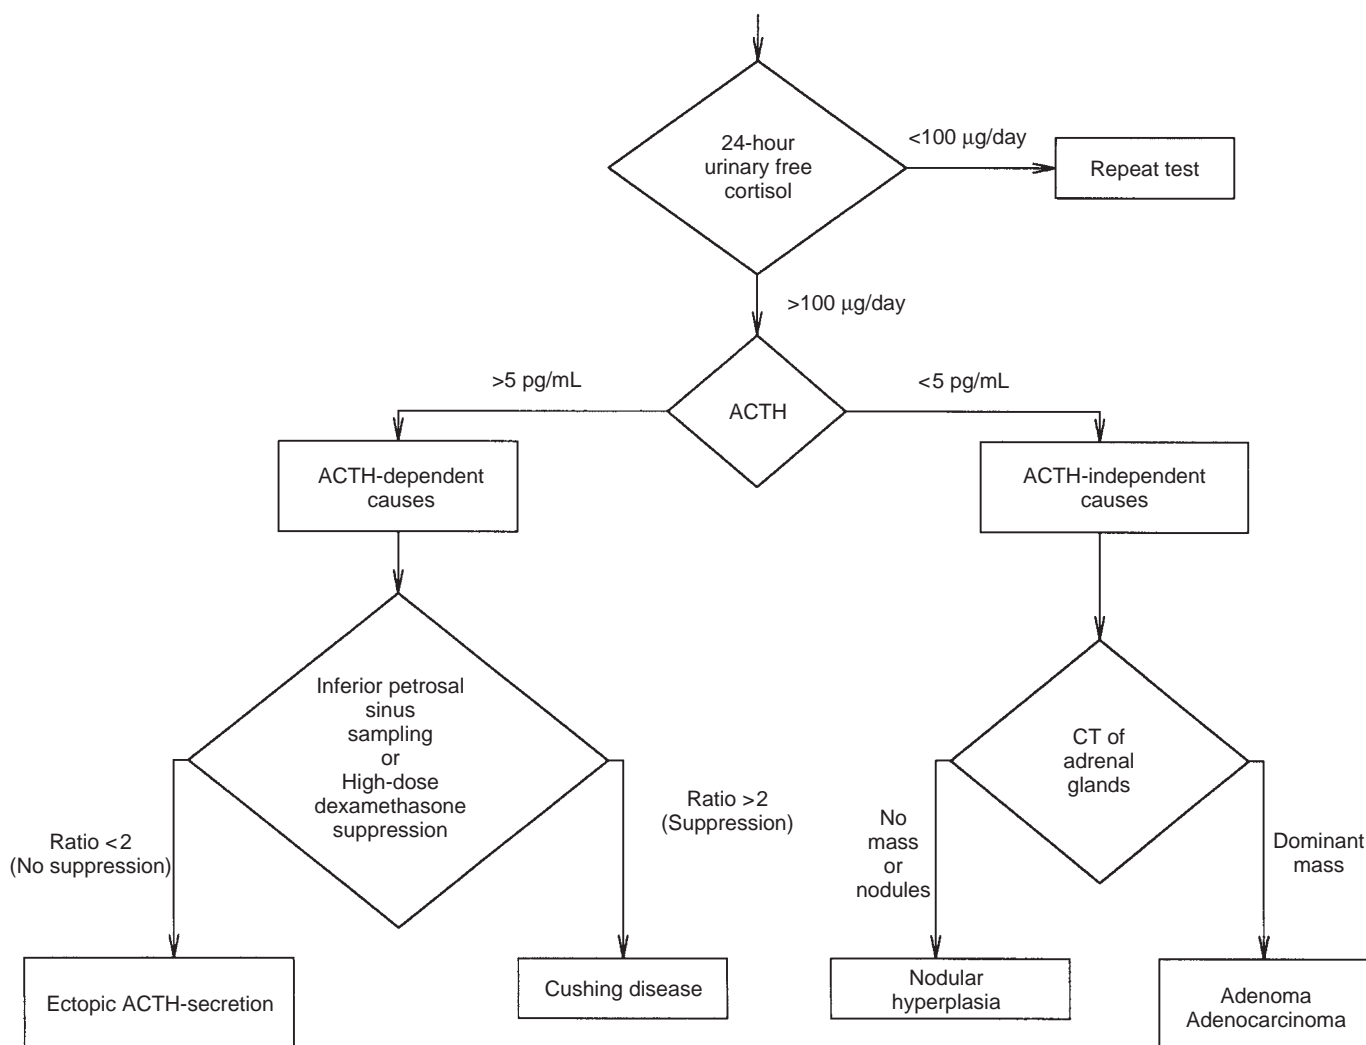 24-hour
urinary free
cortisol
<100 μg/day
Repeat test
>100 μg/day
>5 pg/mL
ACTH
<5 pg/mL
ACTH-dependent
causes
ACTH-independent
causes
Inferior petrosal
sinus
sampling
or
High-dose
dexamethasone
suppression
CT of
adrenal
glands
Ratio <2
(No suppression)
Ratio >2
(Suppression)
No
mass
or
nodules
Dominant
mass
Ectopic ACTH-secretion
Cushing disease
Nodular
hyperplasia
Adenoma
Adenocarcinoma